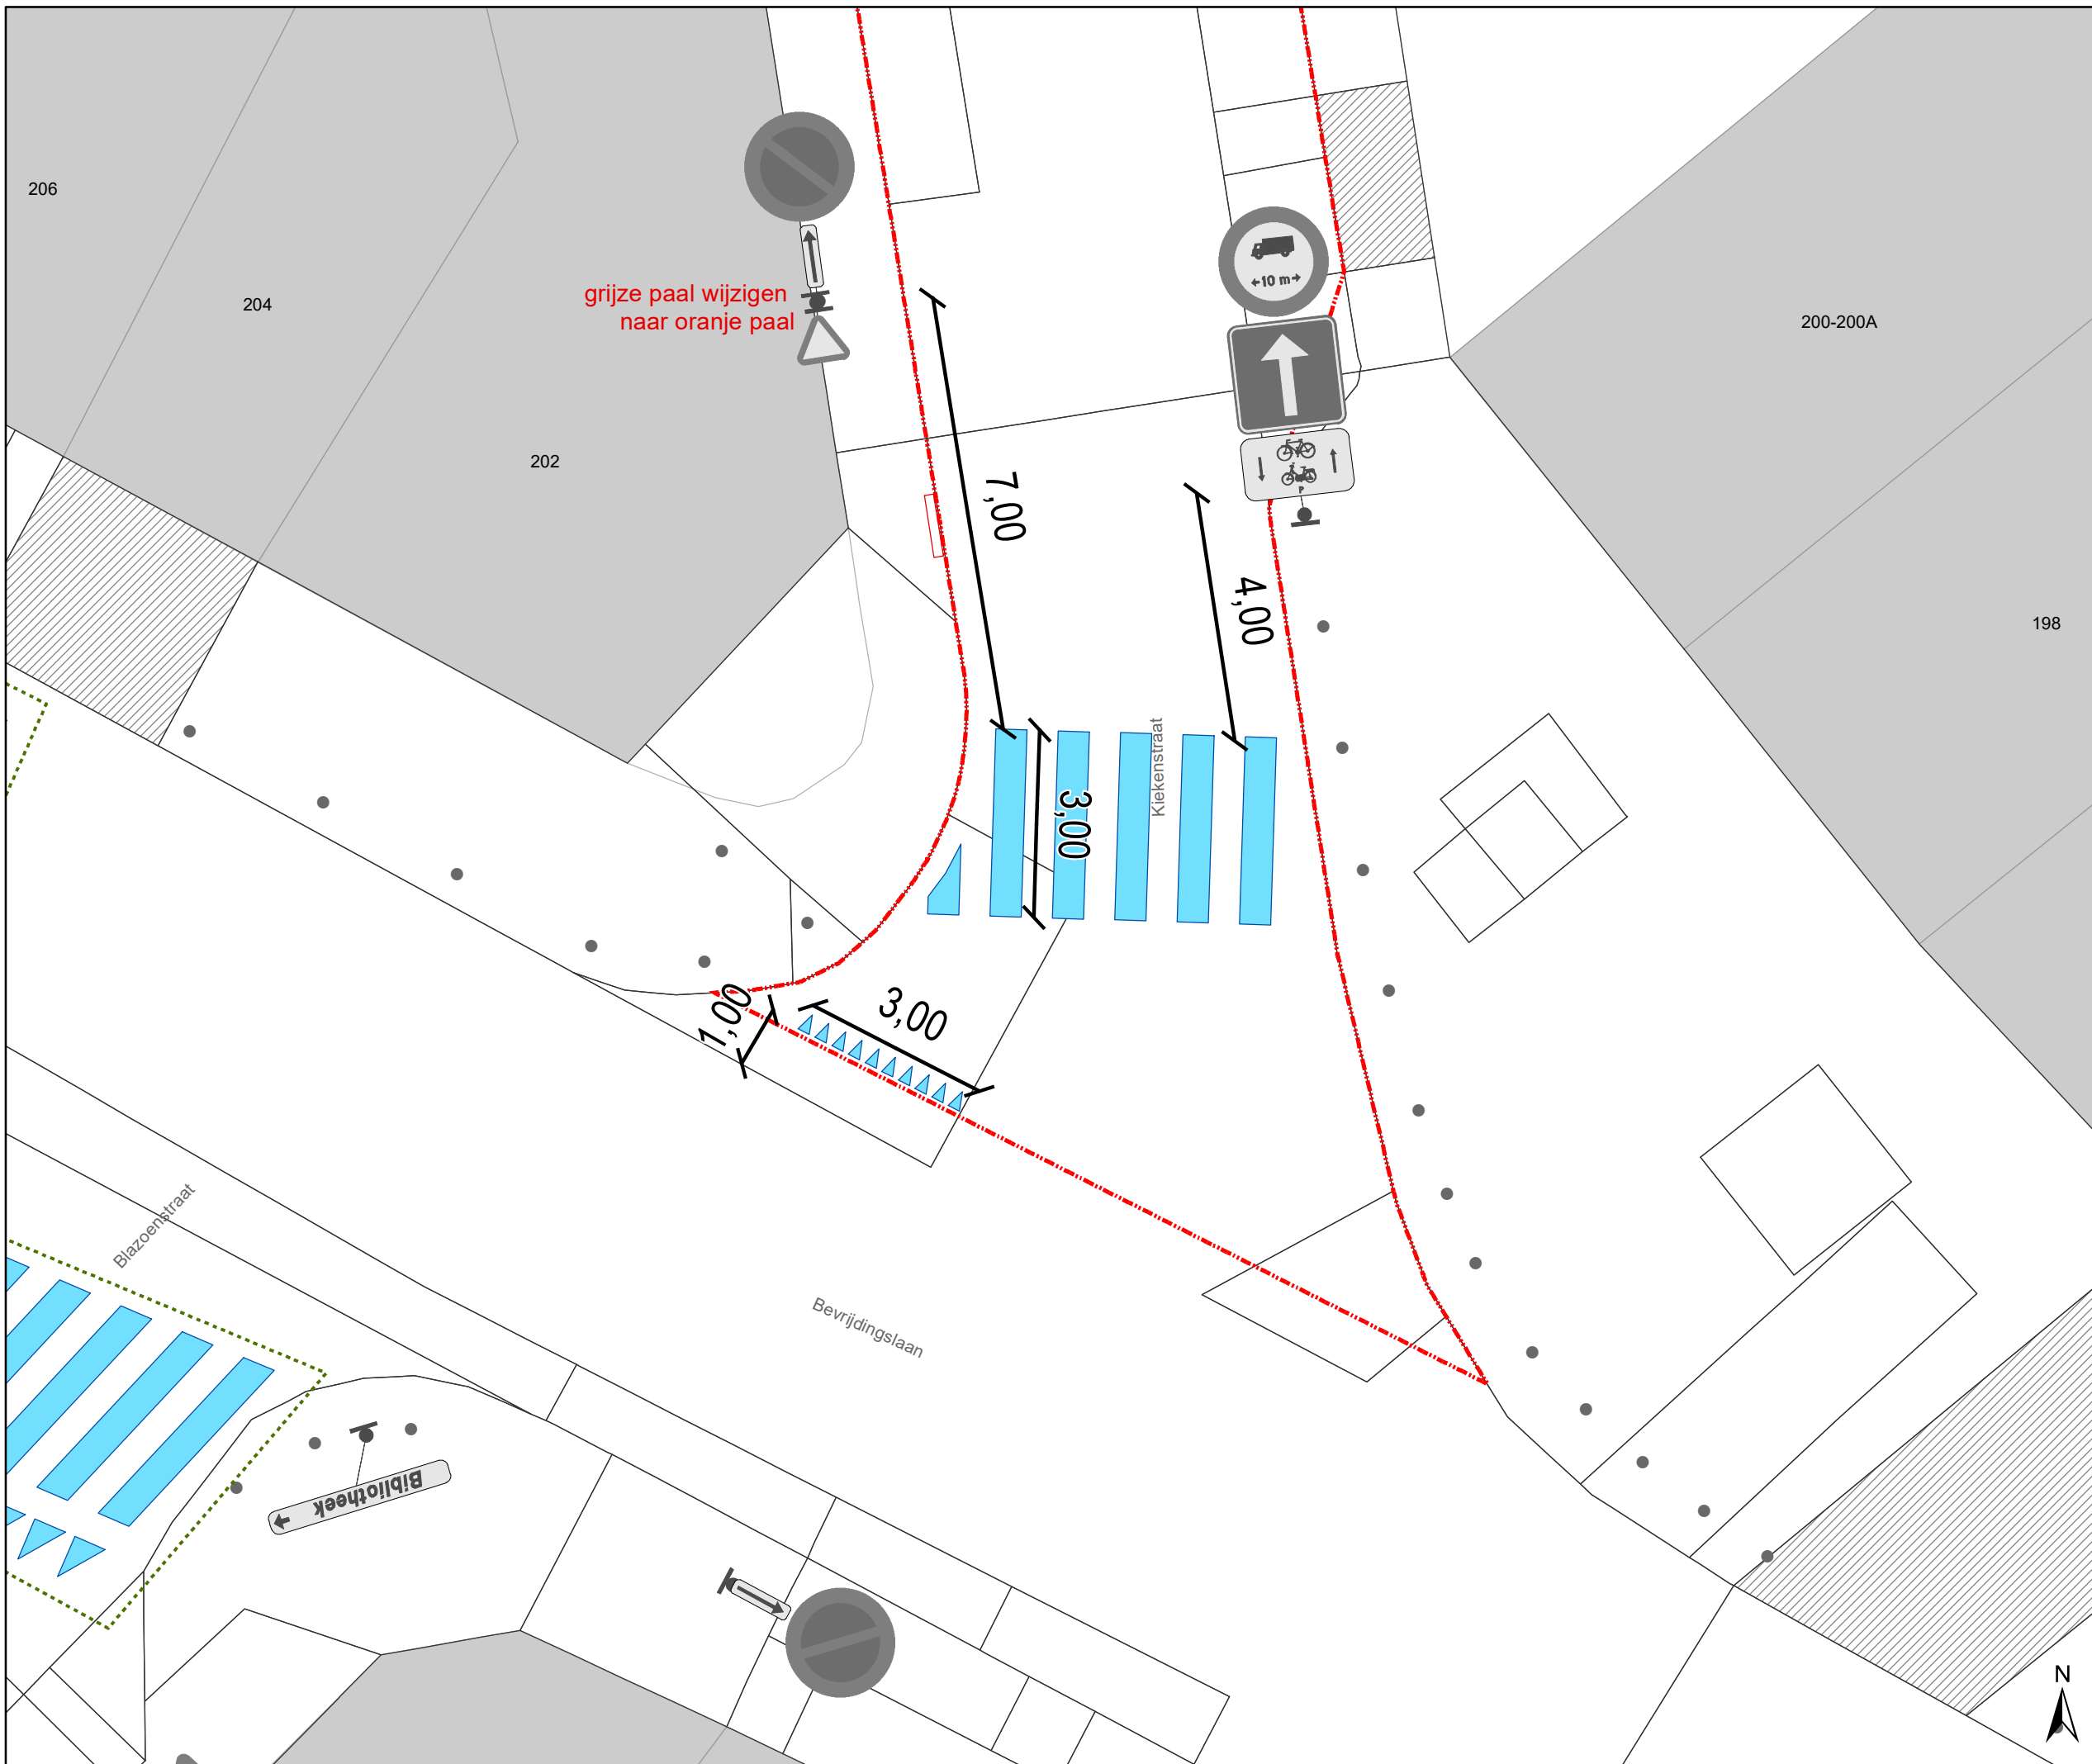 206
204
202
grijze paal wijzigen
naar oranje paal
10 m
P
200-200A
198
7,00
4,00
3,00
Kiekenstraat
1,00
3,00
Blazoenstraat
Bevrijdingslaan
Bibliotheek
N